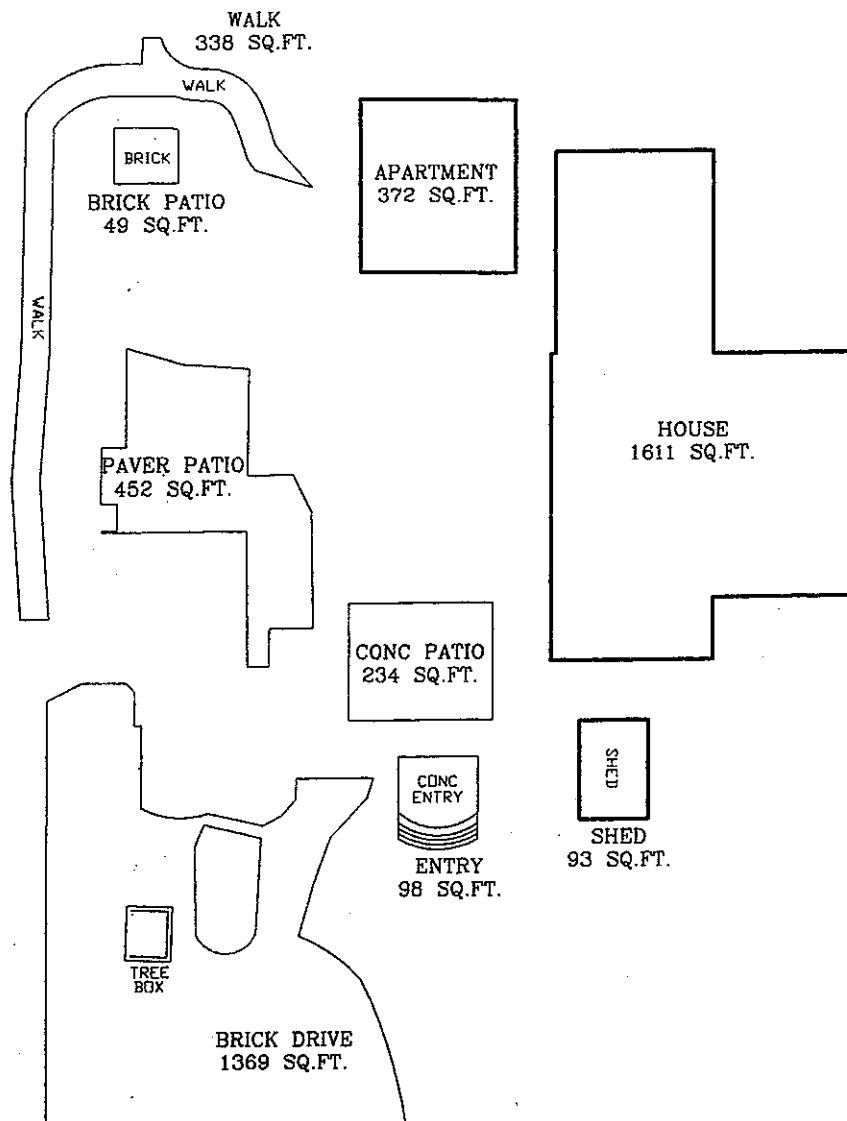 WALK
338 SQ.FT.
WALK
BRICK
BRICK PATIO
49 SQ.FT.
APARTMENT
372 SQ.FT.
WALK
HOUSE
1611 SQ.FT.
PAVER PATIO
452 SQ.FT.
CONC PATIO
234 SQ.FT.
CONC
ENTRY
ENTRY
98 SQ.FT.
SHED
SHED
93 SQ.FT.
TREE
BOX
BRICK DRIVE
1369 SQ.FT.